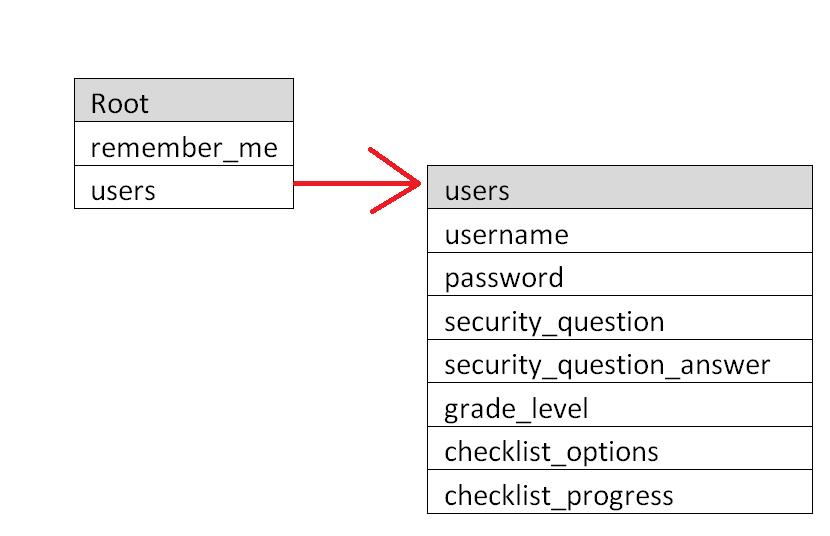 Root
remember_me
users
users
username
password
security_question
security_question_answer
grade_level
checklist_options
checklist_progress